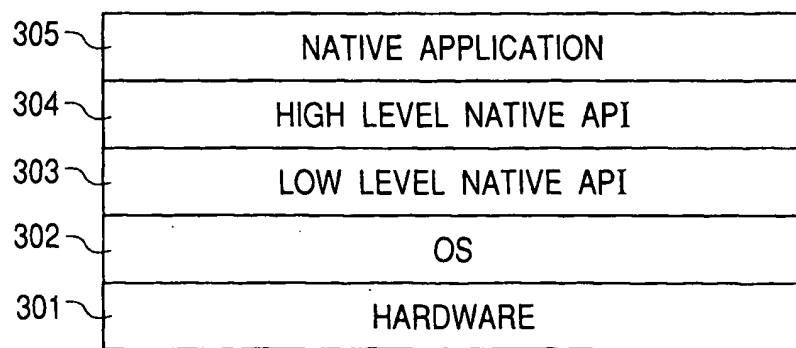 305 NATIVE APPLICATION
304 HIGH LEVEL NATIVE API
303 LOW LEVEL NATIVE API
302 OS
301 HARDWARE